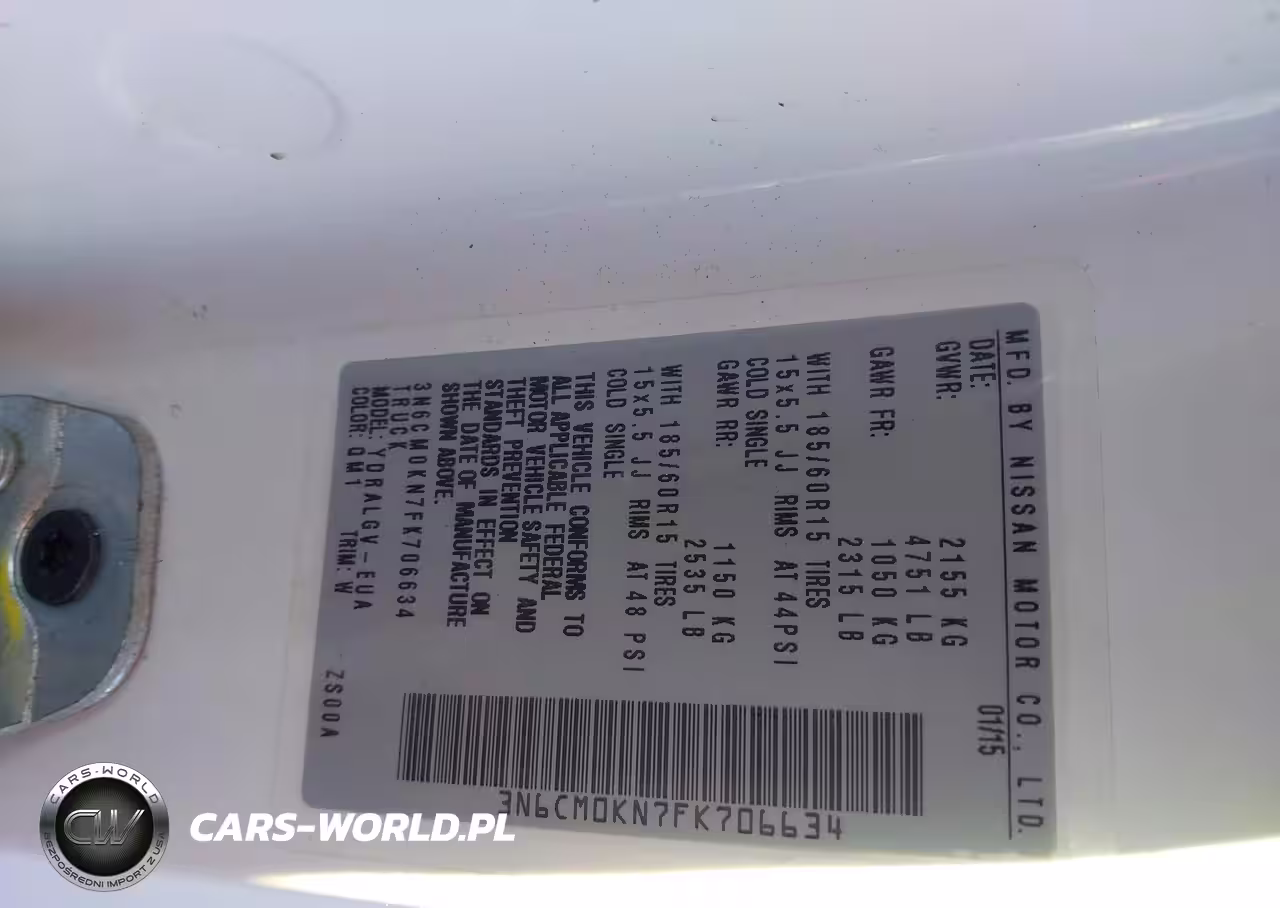 MFD. BY NISSAN MOTOR CO., LTD.
DATE: 01/15
GVWR: 2155 KG
4751 LB
GAWR FR: 1050 KG
2315 LB
WITH 185/60R15 TIRES
15x5.5 JJ RIMS AT 44PSI
COLD SINGLE
GAWR RR: 1150 KG
2535 LB
WITH 185/60R15 TIRES
15x5.5 JJ RIMS AT 48 PSI
COLD SINGLE
THIS VEHICLE CONFORMS TO
ALL APPLICABLE FEDERAL
MOTOR VEHICLE SAFETY AND
THEFT PREVENTION
STANDARDS IN EFFECT ON
THE DATE OF MANUFACTURE
SHOWN ABOVE.
3N6CM0KN7FK706634
TRUCK
MODEL: YDRALGV-EUA
COLOR: QM1 TRIM: W
ZS00A
3N6CM0KN7FK706634
CARS-WORLD
CW
BEZPOŚREDNI IMPORT Z USA
CARS-WORLD.PL